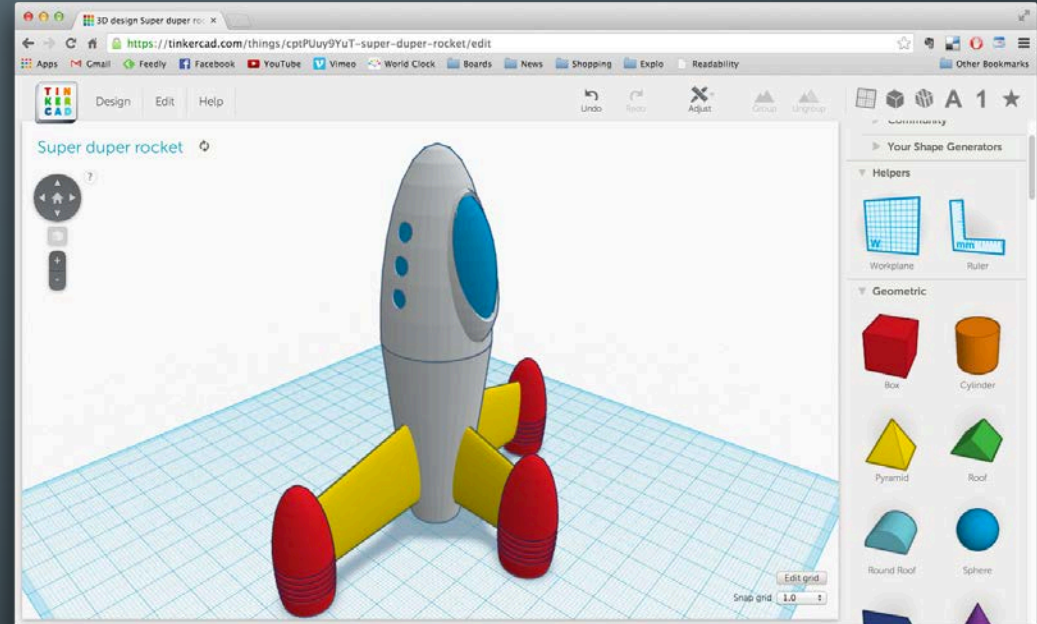 3D design Super duper roc
https://tinkercad.com/things/cptPUuy9YuT-super-duper-rocket/edit
Apps Gmail Feedly Facebook YouTube Vimeo World Clock Boards News Shopping Explo Readability Other Bookmarks
TIN
KER
CAD
Design Edit Help
Undo Redo Adjust Group Ungroup
A 1
Super duper rocket
?
Community
Your Shape Generators
Helpers
W mm
Workplane Ruler
Geometric
Box Cylinder
Pyramid Roof
Round Roof Sphere
Edit grid
Snap grid 1.0